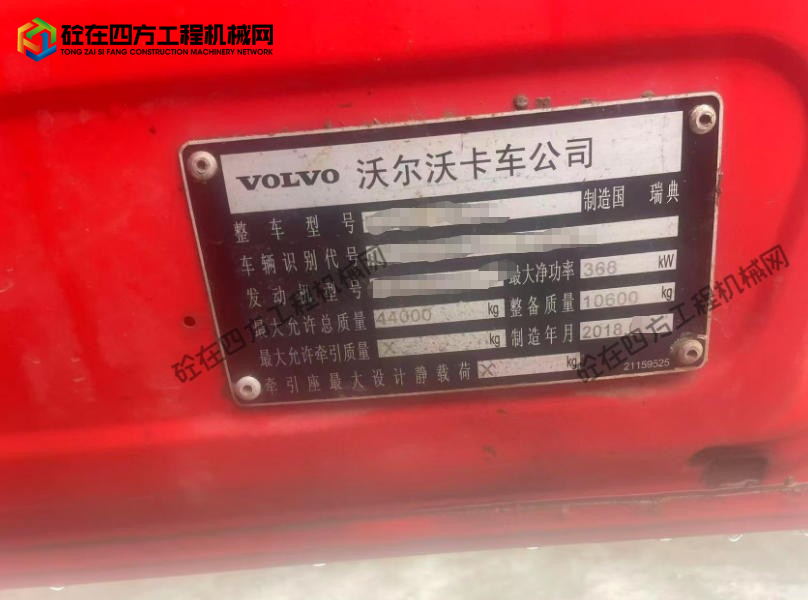 砼在四方工程机械网
TONG ZAI SI FANG CONSTRUCTION MACHINERY NETWORK
VOLVO 沃尔沃卡车公司
整车型号 制造国 瑞典
车辆识别代号
发动机型号 最大净功率 368 kW
最大允许总质量 44000 kg 整备质量 10600 kg
最大允许牵引质量 X kg 制造年月 2018.
牵引座最大设计静载荷 X kg 21159525
砼在四方工程机械网
砼在四方工程机械网